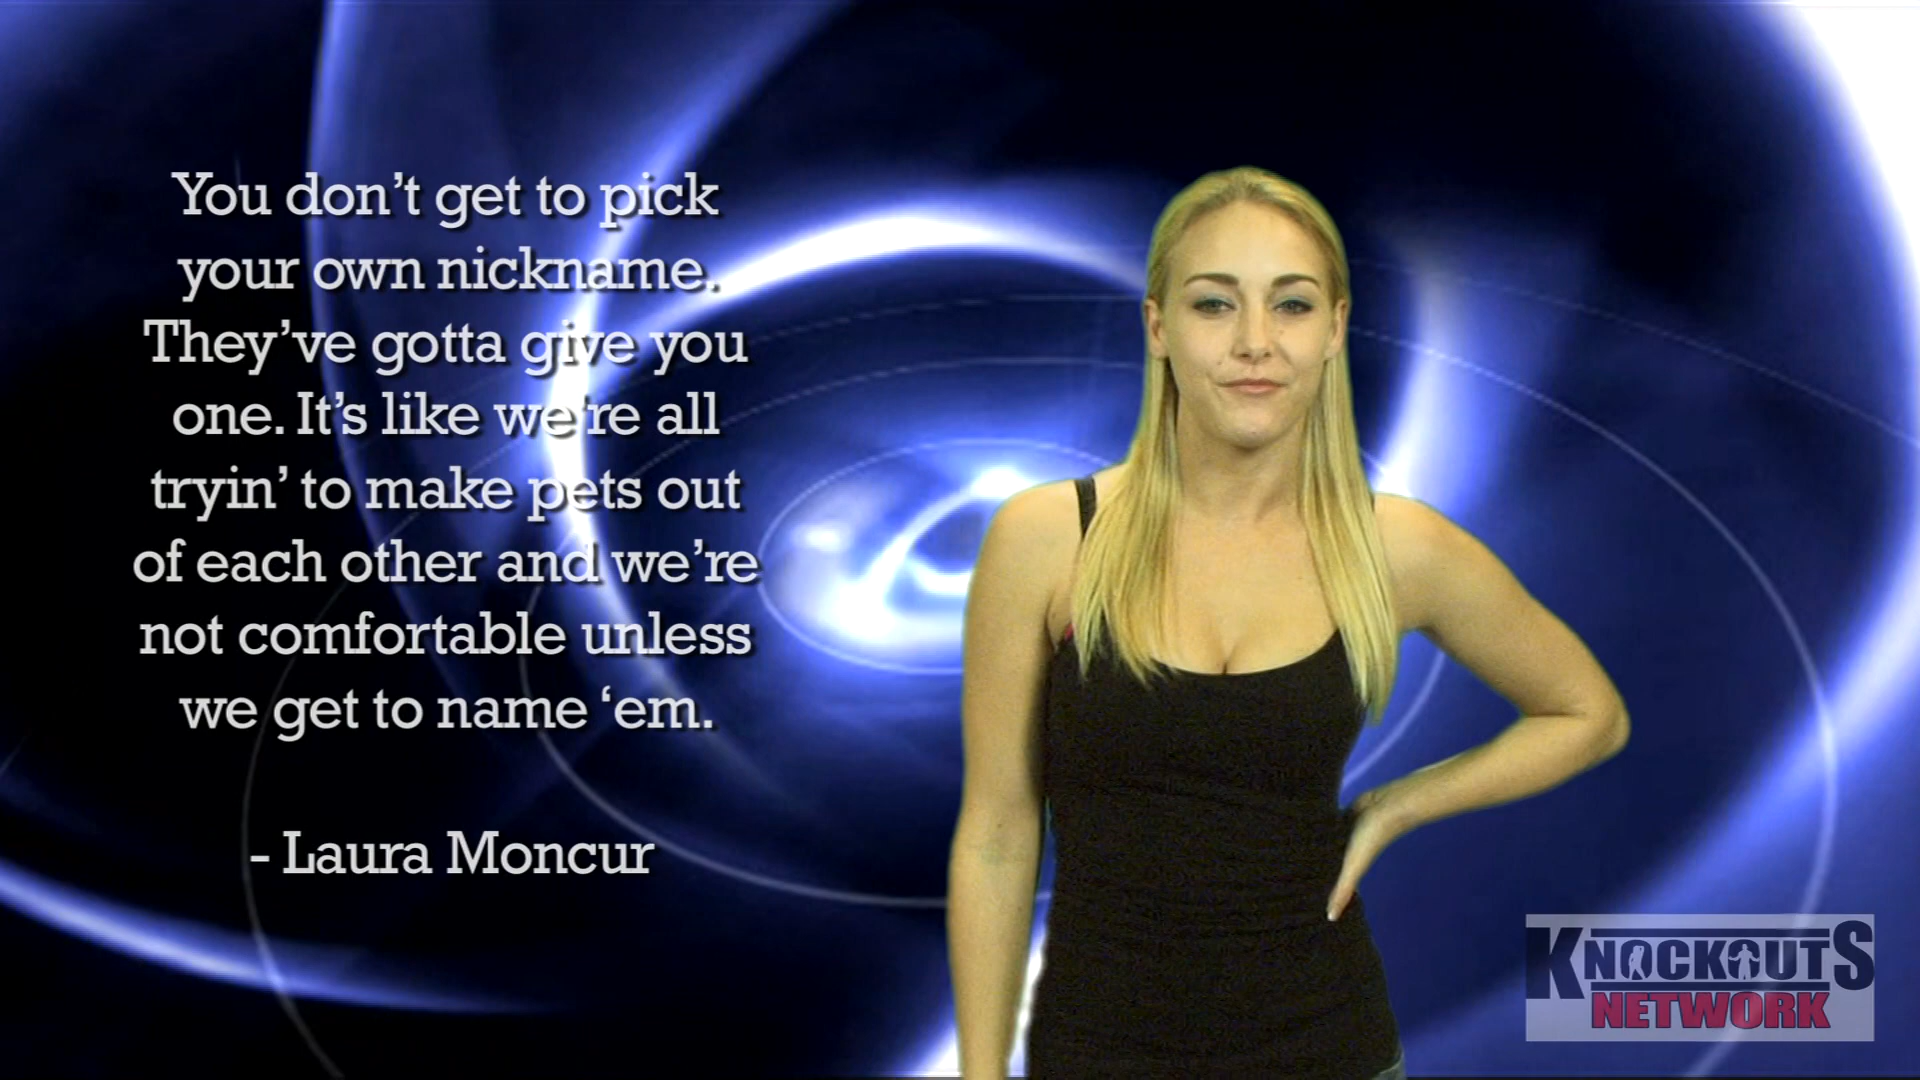 You don’t get to pick
your own nickname.
They’ve gotta give you
one. It’s like we’re all
tryin’ to make pets out
of each other and we’re
not comfortable unless
we get to name ‘em.
- Laura Moncur
KNOCKOUTS
NETWORK